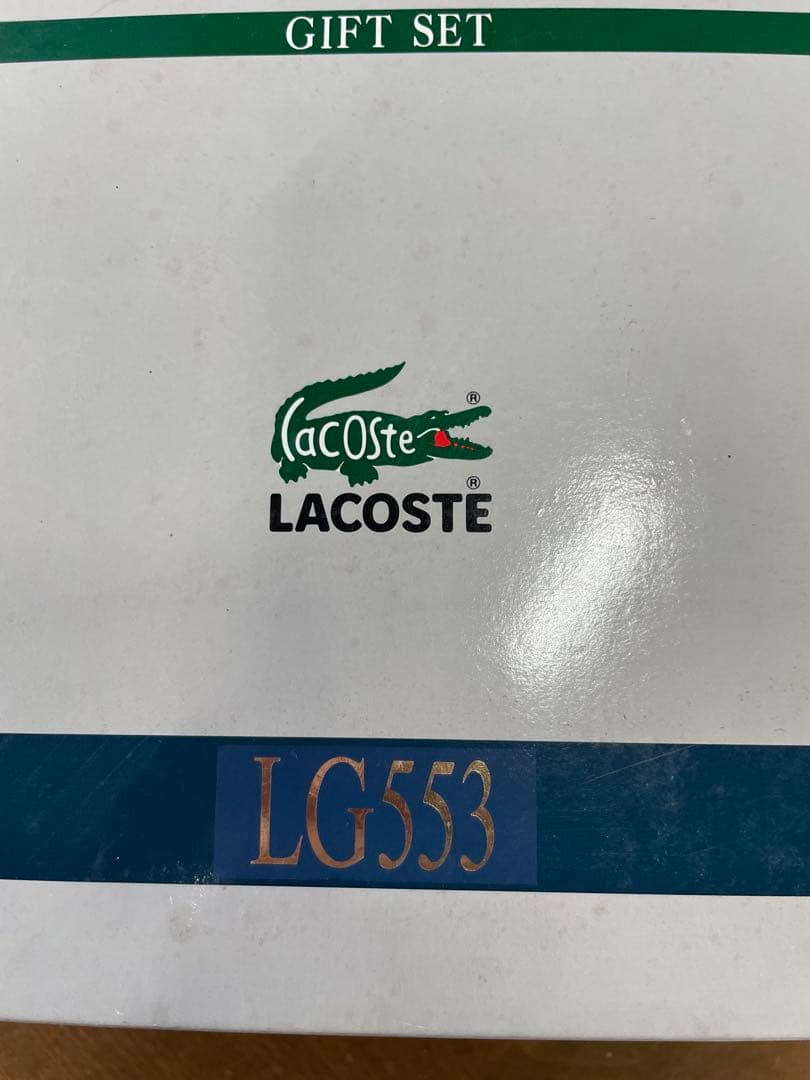 GIFT SET
Lacoste ®
®
LACOSTE
LG553